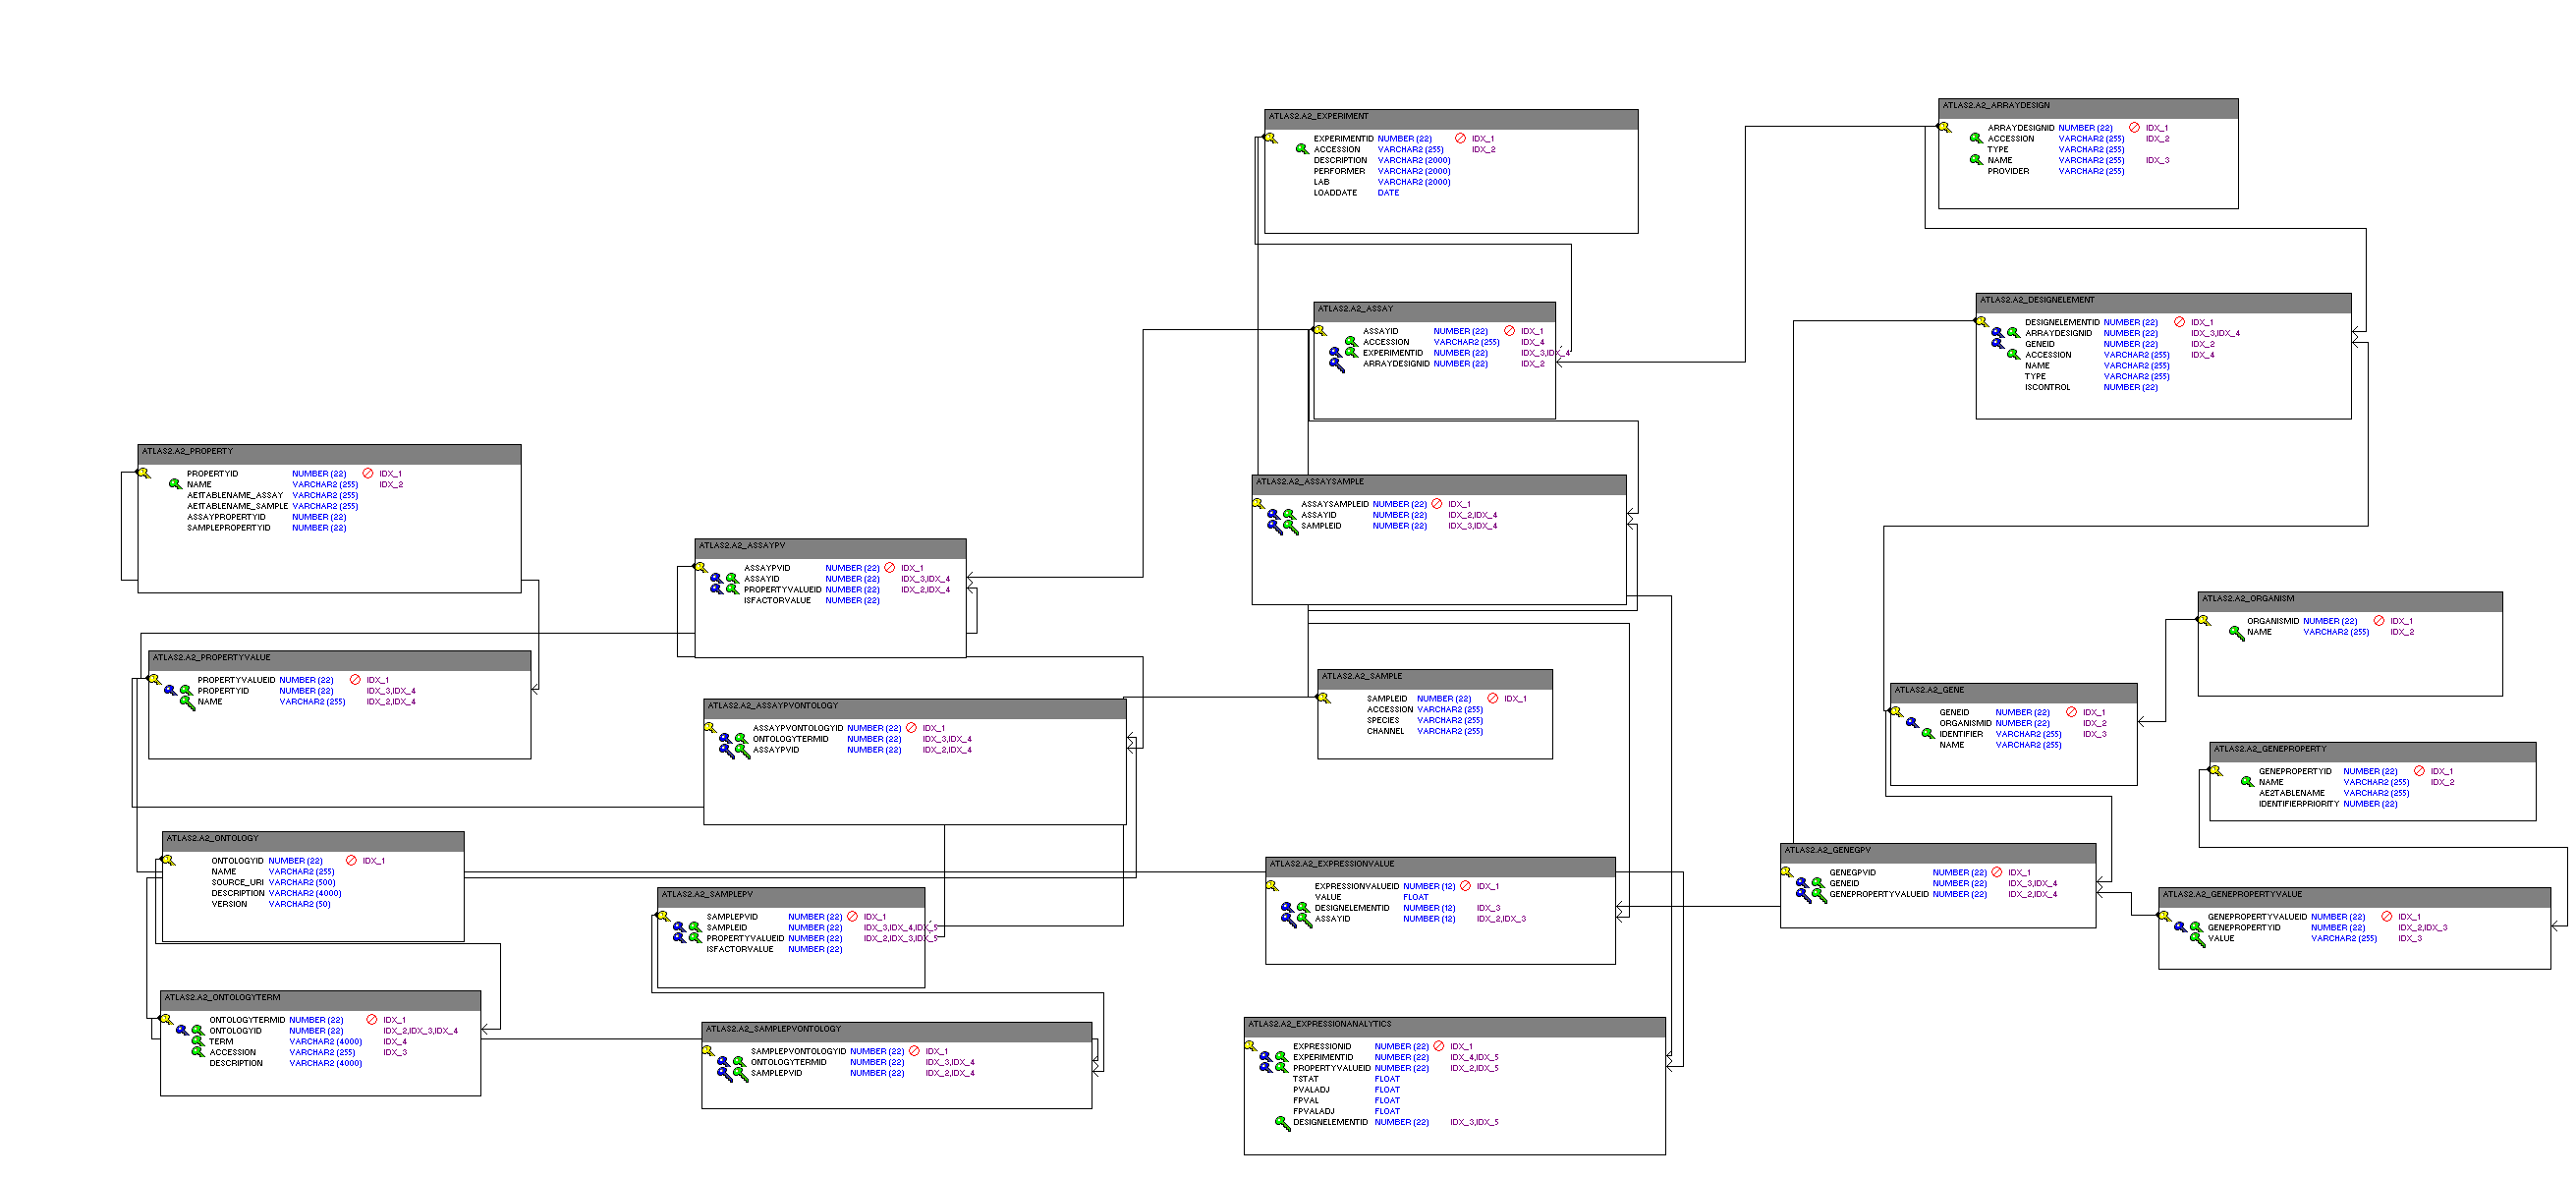 ATLAS2.A2_EXPERIMENT
EXPERIMENTID NUMBER (22) IDX_1
ACCESSION VARCHAR2 (255) IDX_2
DESCRIPTION VARCHAR2 (2000)
PERFORMER VARCHAR2 (2000)
LAB VARCHAR2 (2000)
LOADDATE DATE
ATLAS2.A2_ARRAYDESIGN
ARRAYDESIGNID NUMBER (22) IDX_1
ACCESSION VARCHAR2 (255) IDX_2
TYPE VARCHAR2 (255)
NAME VARCHAR2 (255) IDX_3
PROVIDER VARCHAR2 (255)
ATLAS2.A2_ASSAY
ASSAYID NUMBER (22) IDX_1
ACCESSION VARCHAR2 (255) IDX_4
EXPERIMENTID NUMBER (22) IDX_3,IDX_4
ARRAYDESIGNID NUMBER (22) IDX_2
ATLAS2.A2_DESIGNELEMENT
DESIGNELEMENTID NUMBER (22) IDX_1
ARRAYDESIGNID NUMBER (22) IDX_3,IDX_4
GENEID NUMBER (22) IDX_2
ACCESSION VARCHAR2 (255) IDX_4
NAME VARCHAR2 (255)
TYPE VARCHAR2 (255)
ISCONTROL NUMBER (22)
ATLAS2.A2_PROPERTY
PROPERTYID NUMBER (22) IDX_1
NAME VARCHAR2 (255) IDX_2
AE1TABLENAME_ASSAY VARCHAR2 (255)
AE1TABLENAME_SAMPLE VARCHAR2 (255)
ASSAYPROPERTYID NUMBER (22)
SAMPLEPROPERTYID NUMBER (22)
ATLAS2.A2_ASSAYSAMPLE
ASSAYSAMPLEID NUMBER (22) IDX_1
ASSAYID NUMBER (22) IDX_2,IDX_4
SAMPLEID NUMBER (22) IDX_3,IDX_4
ATLAS2.A2_ASSAYPV
ASSAYPVID NUMBER (22) IDX_1
ASSAYID NUMBER (22) IDX_3,IDX_4
PROPERTYVALUEID NUMBER (22) IDX_2,IDX_4
ISFACTORVALUE NUMBER (22)
ATLAS2.A2_ORGANISM
ORGANISMID NUMBER (22) IDX_1
NAME VARCHAR2 (255) IDX_2
ATLAS2.A2_PROPERTYVALUE
PROPERTYVALUEID NUMBER (22) IDX_1
PROPERTYID NUMBER (22) IDX_3,IDX_4
NAME VARCHAR2 (255) IDX_2,IDX_4
ATLAS2.A2_SAMPLE
SAMPLEID NUMBER (22) IDX_1
ACCESSION VARCHAR2 (255)
SPECIES VARCHAR2 (255)
CHANNEL VARCHAR2 (255)
ATLAS2.A2_GENE
GENEID NUMBER (22) IDX_1
ORGANISMID NUMBER (22) IDX_2
IDENTIFIER VARCHAR2 (255) IDX_3
NAME VARCHAR2 (255)
ATLAS2.A2_ASSAYPVONTOLOGY
ASSAYPVONTOLOGYID NUMBER (22) IDX_1
ONTOLOGYTERMID NUMBER (22) IDX_3,IDX_4
ASSAYPVID NUMBER (22) IDX_2,IDX_4
ATLAS2.A2_GENEPROPERTY
GENEPROPERTYID NUMBER (22) IDX_1
NAME VARCHAR2 (255) IDX_2
AE2TABLENAME VARCHAR2 (255)
IDENTIFIERPRIORITY NUMBER (22)
ATLAS2.A2_ONTOLOGY
ONTOLOGYID NUMBER (22) IDX_1
NAME VARCHAR2 (255)
SOURCE_URI VARCHAR2 (500)
DESCRIPTION VARCHAR2 (4000)
VERSION VARCHAR2 (50)
ATLAS2.A2_EXPRESSIONVALUE
EXPRESSIONVALUEID NUMBER (12) IDX_1
VALUE FLOAT
DESIGNELEMENTID NUMBER (12) IDX_3
ASSAYID NUMBER (12) IDX_2,IDX_3
ATLAS2.A2_GENEGPV
GENEGPVID NUMBER (22) IDX_1
GENEID NUMBER (22) IDX_3,IDX_4
GENEPROPERTYVALUEID NUMBER (22) IDX_2,IDX_4
ATLAS2.A2_SAMPLEPV
SAMPLEPVID NUMBER (22) IDX_1
SAMPLEID NUMBER (22) IDX_3,IDX_4,IDX_5
PROPERTYVALUEID NUMBER (22) IDX_2,IDX_3,IDX_5
ISFACTORVALUE NUMBER (22)
ATLAS2.A2_GENEPROPERTYVALUE
GENEPROPERTYVALUEID NUMBER (22) IDX_1
GENEPROPERTYID NUMBER (22) IDX_2,IDX_3
VALUE VARCHAR2 (255) IDX_3
ATLAS2.A2_ONTOLOGYTERM
ONTOLOGYTERMID NUMBER (22) IDX_1
ONTOLOGYID NUMBER (22) IDX_2,IDX_3,IDX_4
TERM VARCHAR2 (4000) IDX_4
ACCESSION VARCHAR2 (255) IDX_3
DESCRIPTION VARCHAR2 (4000)
ATLAS2.A2_SAMPLEPVONTOLOGY
SAMPLEPVONTOLOGYID NUMBER (22) IDX_1
ONTOLOGYTERMID NUMBER (22) IDX_3,IDX_4
SAMPLEPVID NUMBER (22) IDX_2,IDX_4
ATLAS2.A2_EXPRESSIONANALYTICS
EXPRESSIONID NUMBER (22) IDX_1
EXPERIMENTID NUMBER (22) IDX_4,IDX_5
PROPERTYVALUEID NUMBER (22) IDX_2,IDX_5
TSTAT FLOAT
PVALADJ FLOAT
FPVAL FLOAT
FPVALADJ FLOAT
DESIGNELEMENTID NUMBER (22) IDX_3,IDX_5